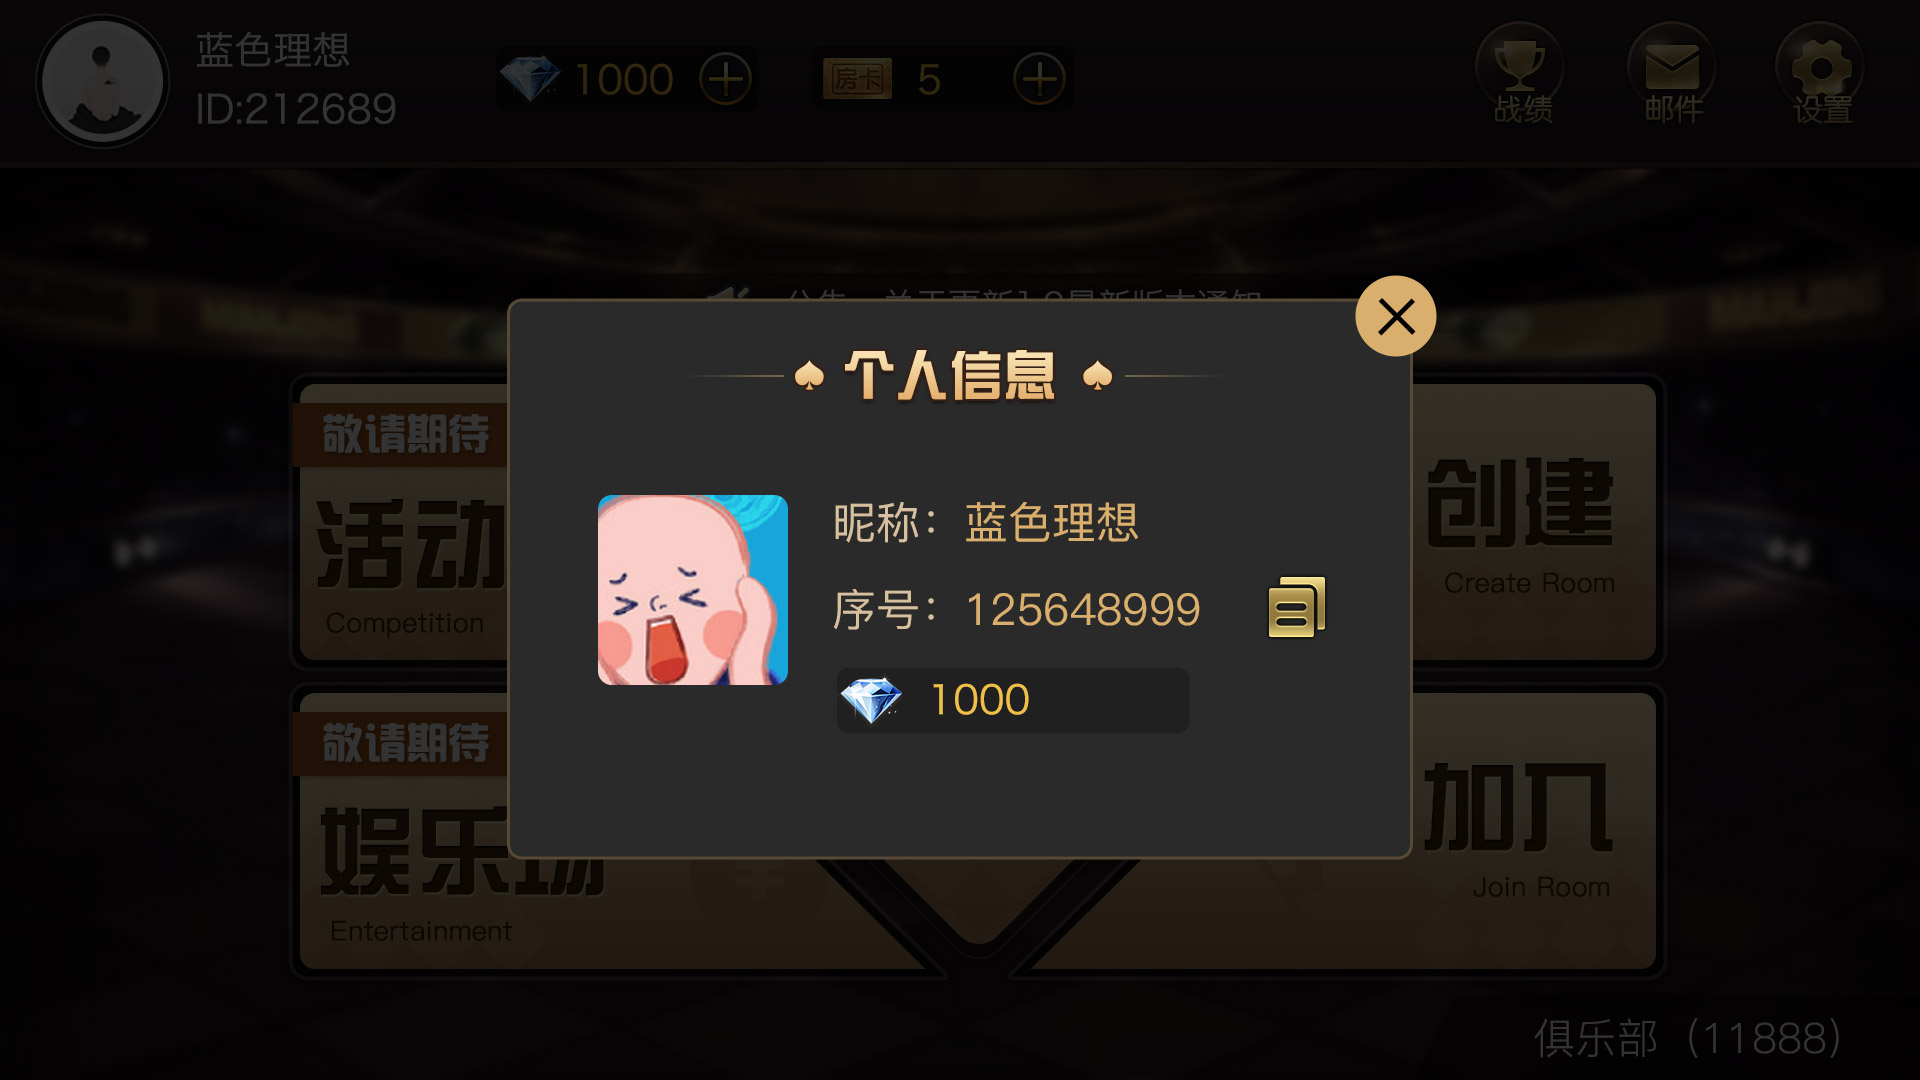 蓝色理想
ID:212689
1000
房卡
5
战绩
邮件
设置
个人信息
昵称：蓝色理想
序号：125648999
1000
敬请期待
活动
Competition
敬请期待
娱乐场
Entertainment
创建
Create Room
加入
Join Room
俱乐部（11888）